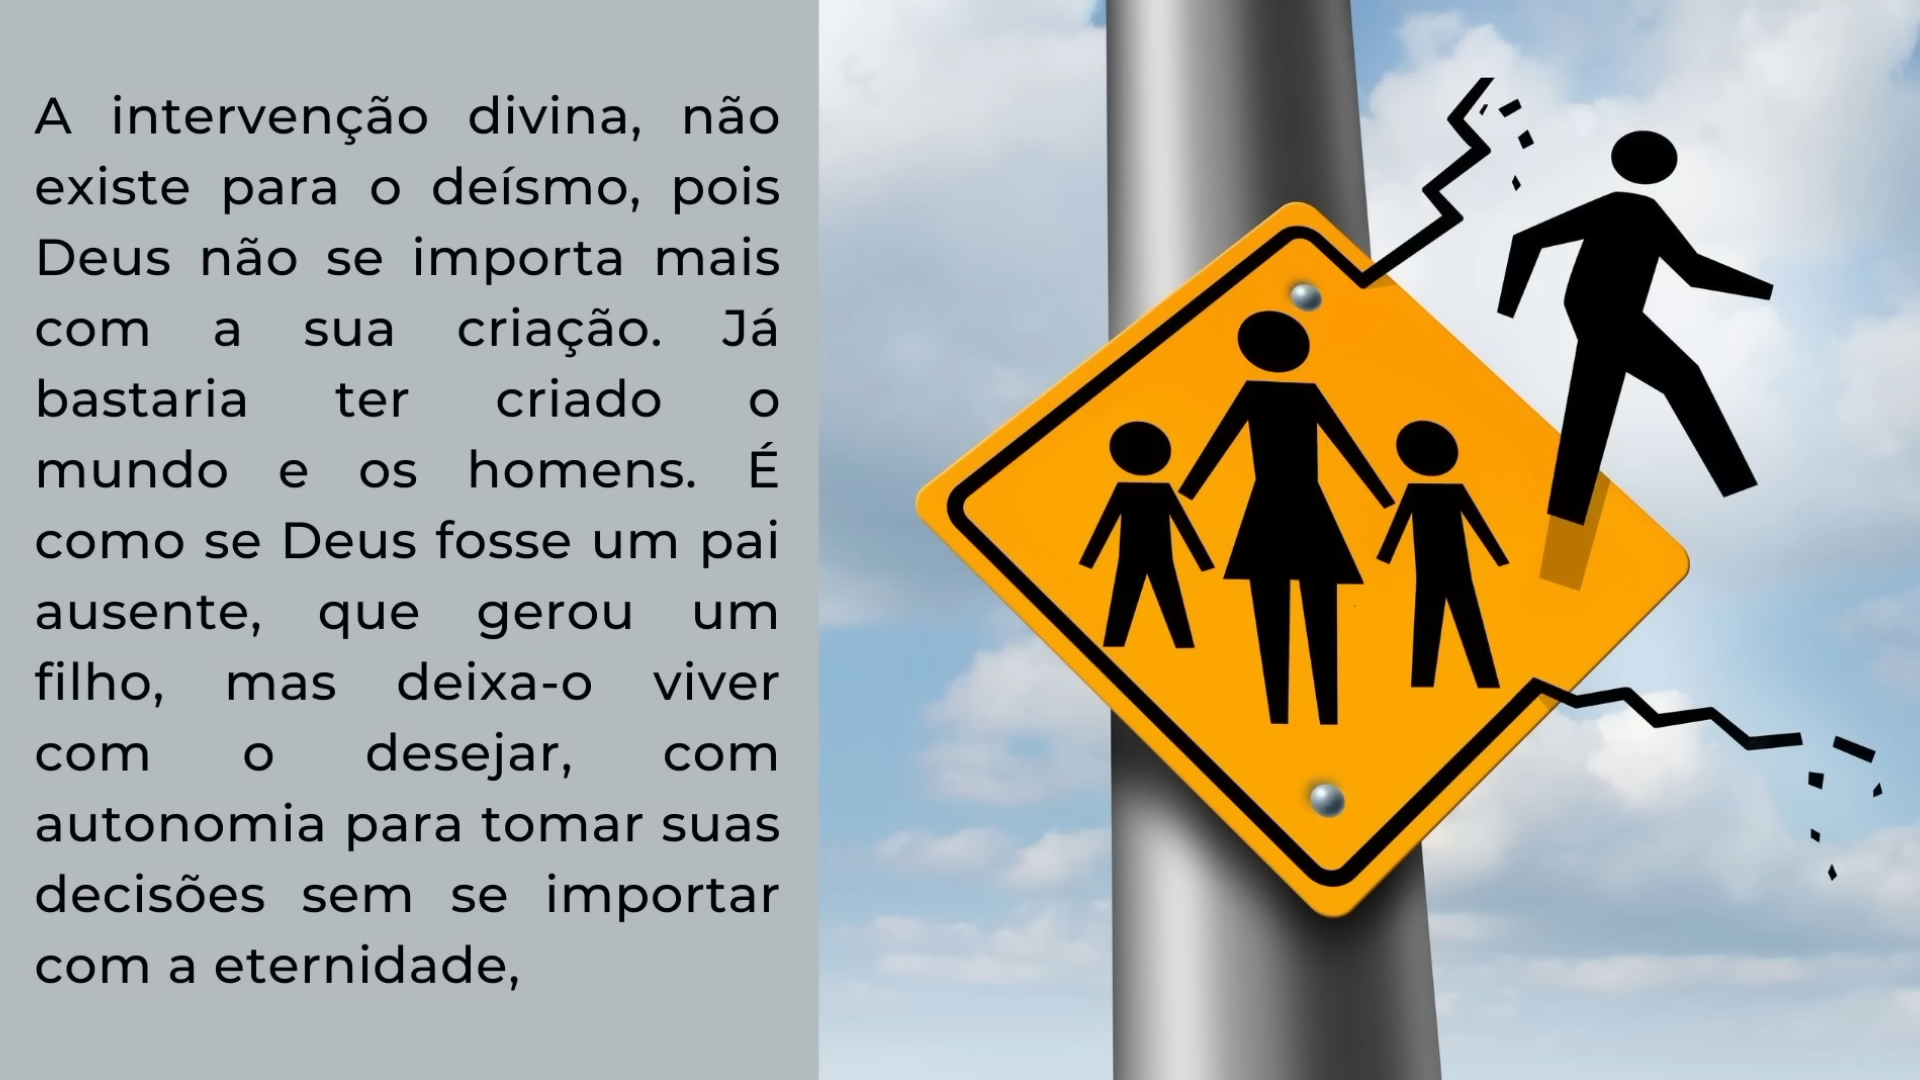 A intervenção divina, não
existe para o deísmo, pois
Deus não se importa mais
com a sua criação. Já
bastaria ter criado o
mundo e os homens. É
como se Deus fosse um pai
ausente, que gerou um
filho, mas deixa-o viver
com o desejar, com
autonomia para tomar suas
decisões sem se importar
com a eternidade,